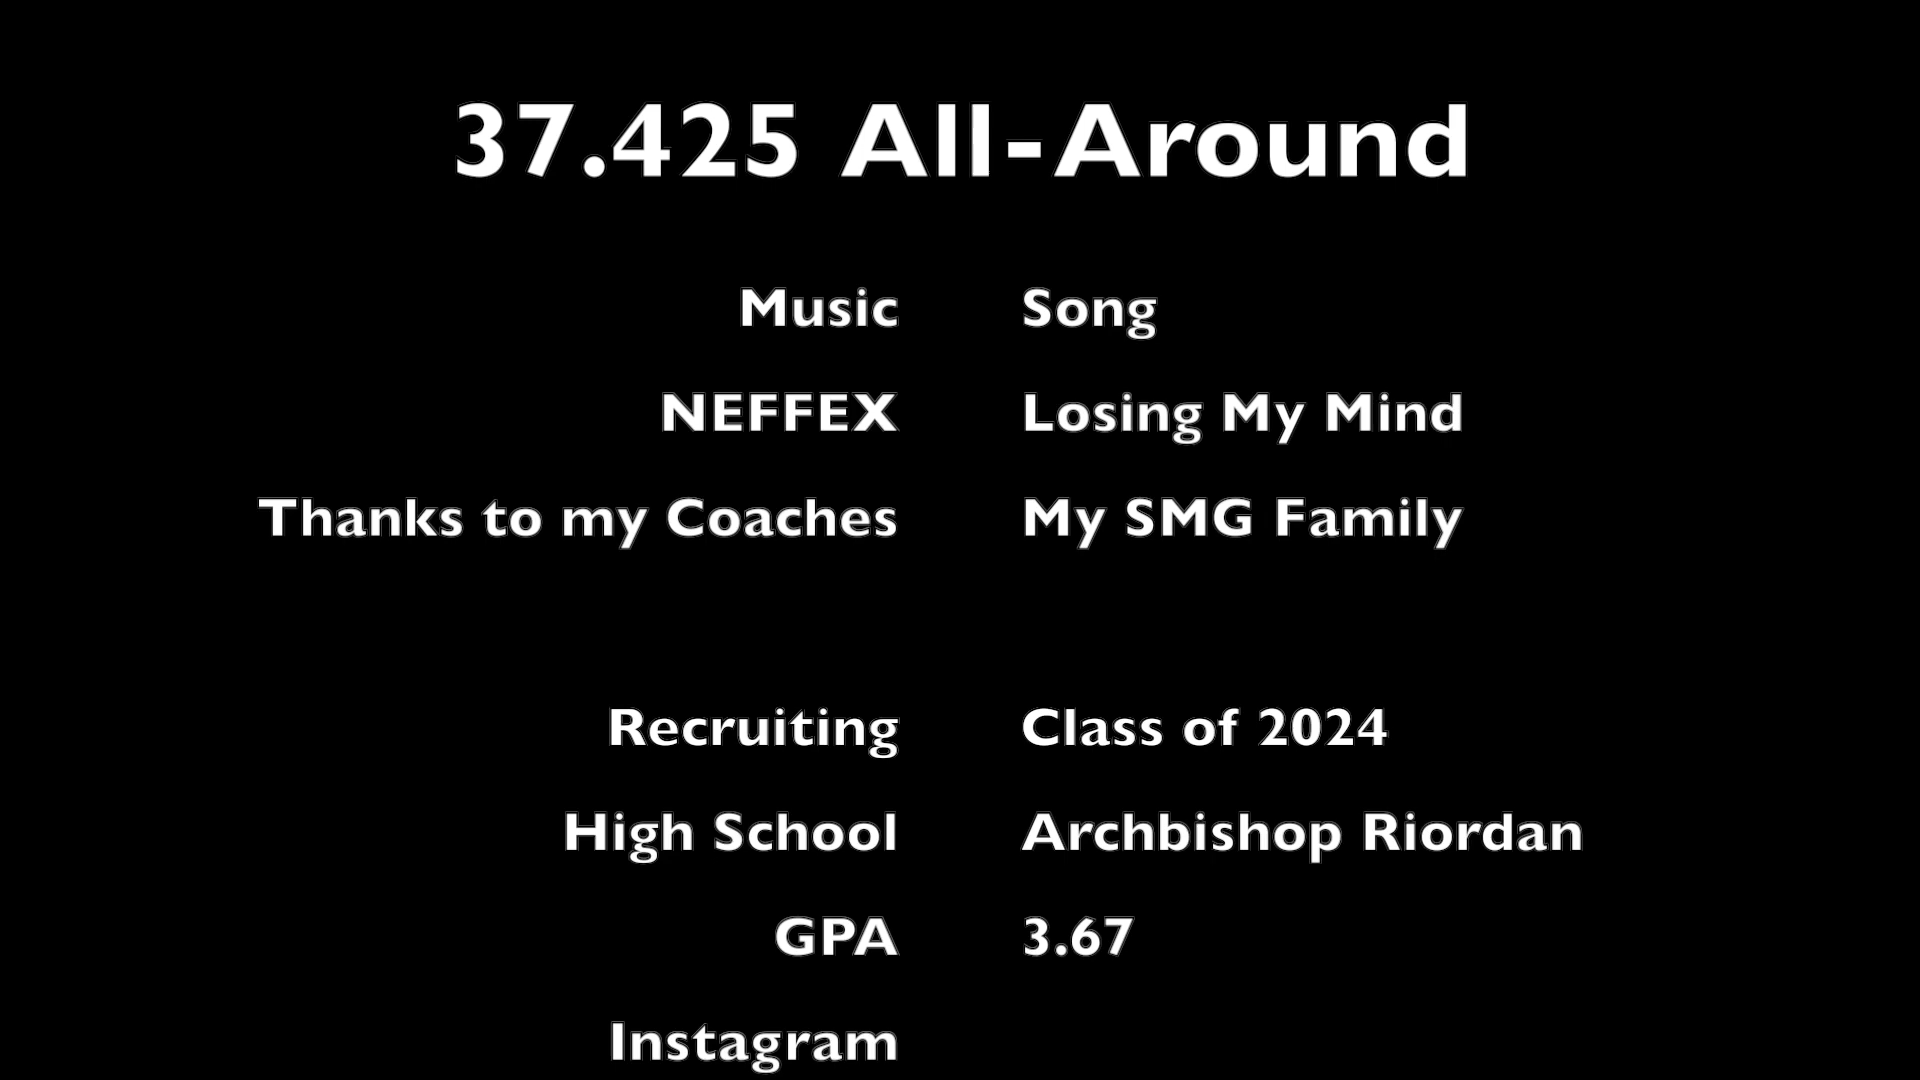 37.425 All-Around
Music Song
NEFFEX Losing My Mind
Thanks to my Coaches My SMG Family
Recruiting Class of 2024
High School Archbishop Riordan
GPA 3.67
Instagram